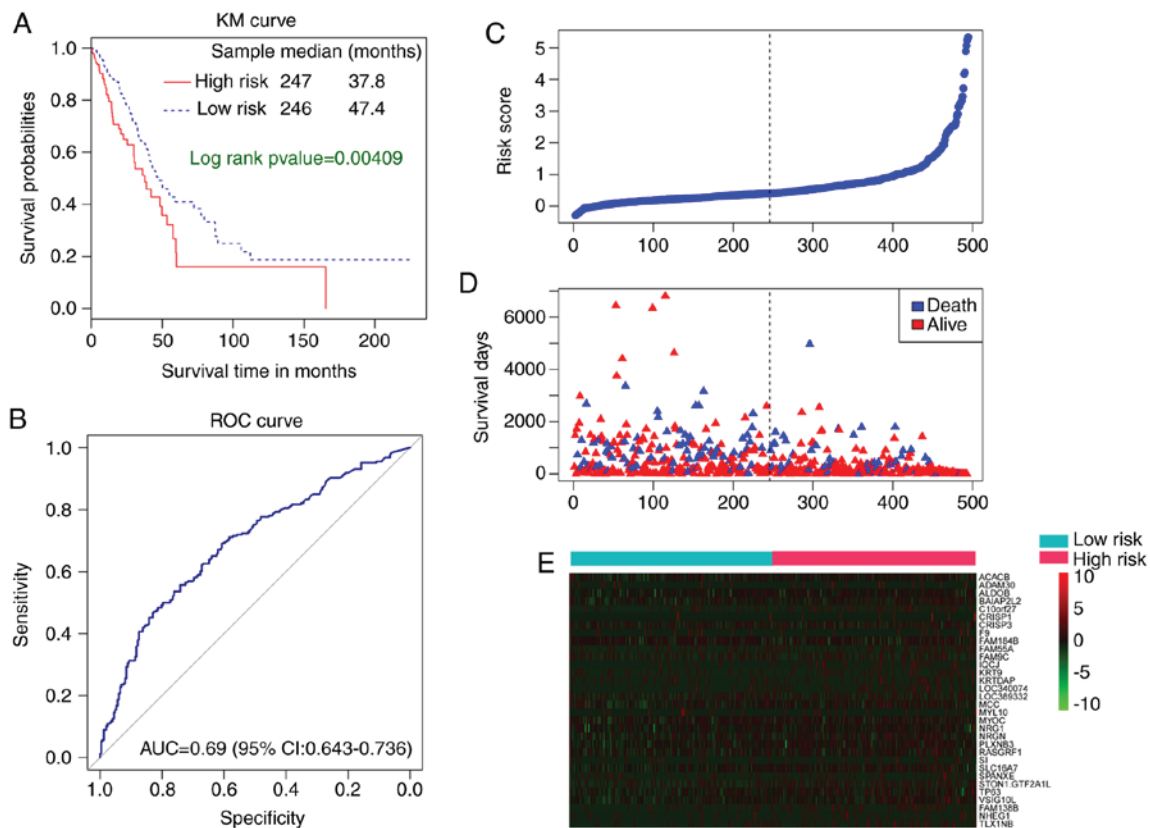 A
KM curve
Sample median (months)
High risk 247 37.8
Low risk 246 47.4
Log rank pvalue=0.00409
Survival probabilities
1.0
0.8
0.6
0.4
0.2
0.0
0 50 100 150 200
Survival time in months
B
ROC curve
Sensitivity
1.0
0.8
0.6
0.4
0.2
0.0
AUC=0.69 (95% CI:0.643-0.736)
1.0 0.8 0.6 0.4 0.2 0.0
Specificity
C
Risk score
5
4
3
2
1
0
0 100 200 300 400 500
D
Survival days
6000
4000
2000
0
Death
Alive
0 100 200 300 400 500
E
Low risk
High risk
10
5
0
-5
-10
ACACB
ADAM30
ALDOB
BAIAP2L2
C10orf27
CRISP1
CRISP3
F9
FAM184B
FAM55A
FAM9C
IQCJ
KRT9
KRTDAP
LOC340074
LOC389332
MCC
MYL10
MYOC
NRG1
NRGN
PLXNB3
RASGRF1
SI
SLC16A7
SPANXE
STON1.GTF2A1L
TP63
VSIG10L
FAM138B
NHEG1
TLX1NB